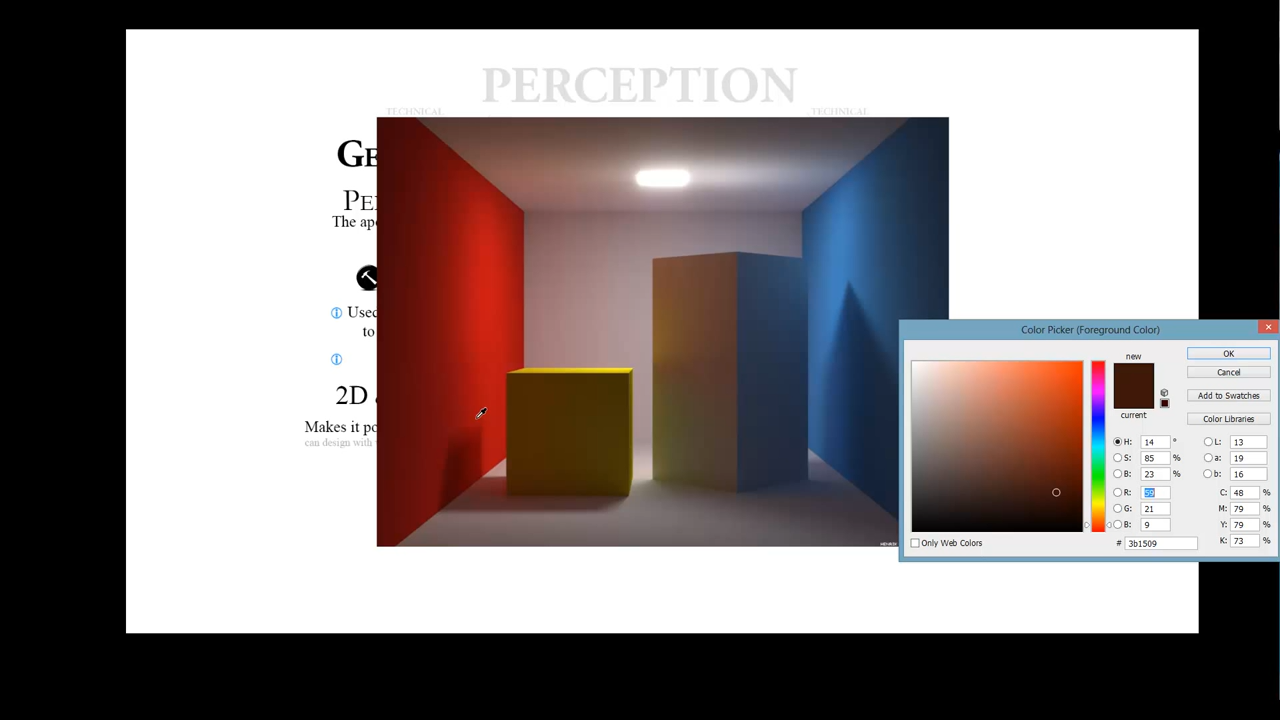 PERCEPTION
TECHNICAL TECHNICAL
GE
PE
The apo
Used
to
2D
Makes it po
can design with
Color Picker (Foreground Color)
new
current
OK
Cancel
Add to Swatches
Color Libraries
H: 14 °
S: 85 %
B: 23 %
R: 59
G: 21
B: 9
L: 13
a: 19
b: 16
C: 48 %
M: 79 %
Y: 79 %
K: 73 %
# 3b1509
Only Web Colors